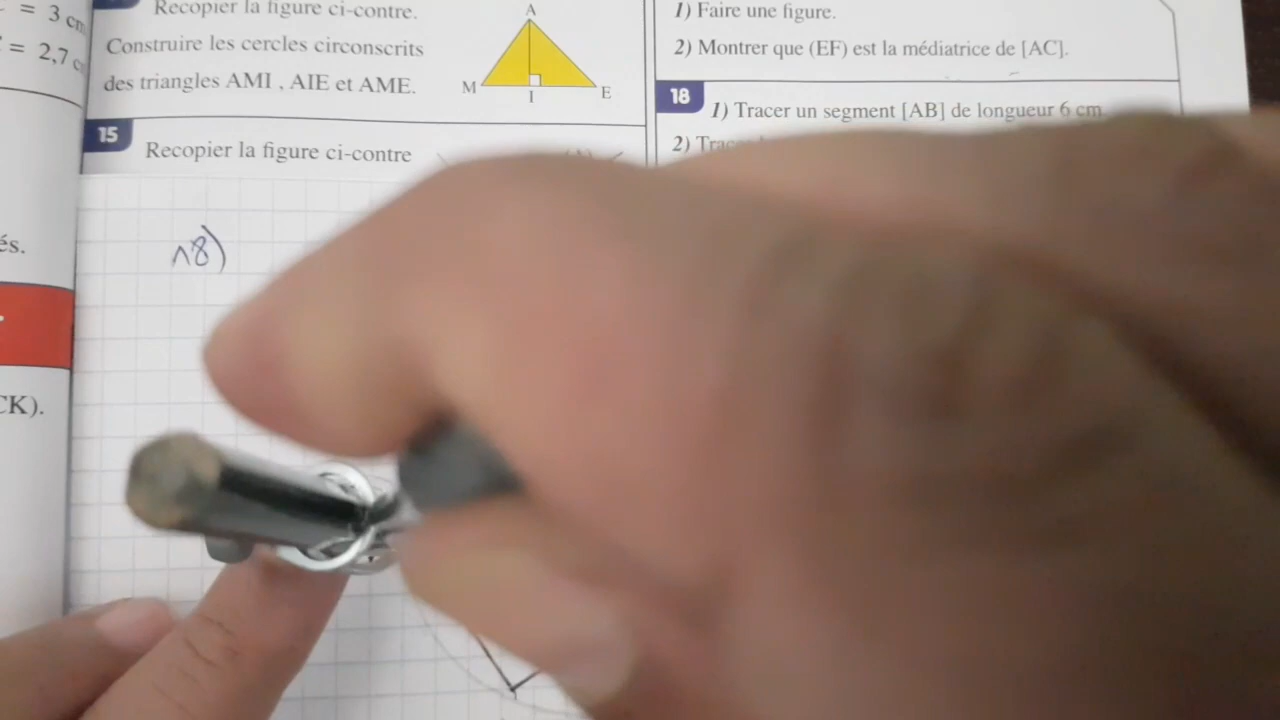 = 3 cm
= 2,7 c
és.
CK).
Recopier la figure ci-contre.
Construire les cercles circonscrits
des triangles AMI , AIE et AME.
A
M
I
E
15
Recopier la figure ci-contre
18)
1) Faire une figure.
2) Montrer que (EF) est la médiatrice de [AC].
18
1) Tracer un segment [AB] de longueur 6 cm
2)